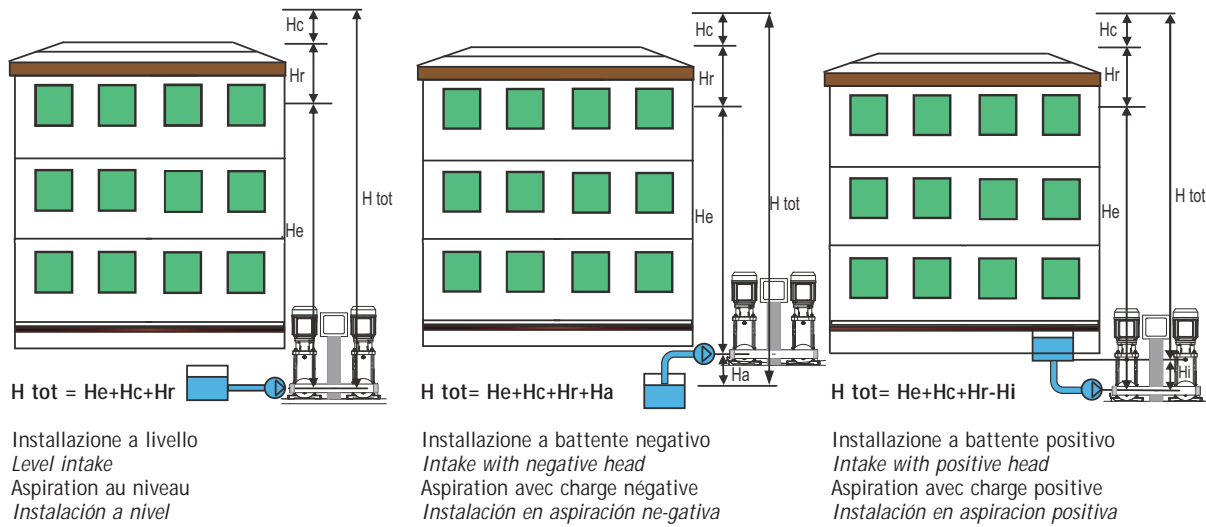 Hc
Hr
He
H tot
H tot = He+Hc+Hr
Installazione a livello
Level intake
Aspiration au niveau
Instalación a nivel
Hc
Hr
He
H tot
Ha
H tot= He+Hc+Hr+Ha
Installazione a battente negativo
Intake with negative head
Aspiration avec charge négative
Instalación en aspiración ne-gativa
Hc
Hr
He
H tot
Hi
H tot= He+Hc+Hr-Hi
Installazione a battente positivo
Intake with positive head
Aspiration avec charge positive
Instalación en aspiracion positiva